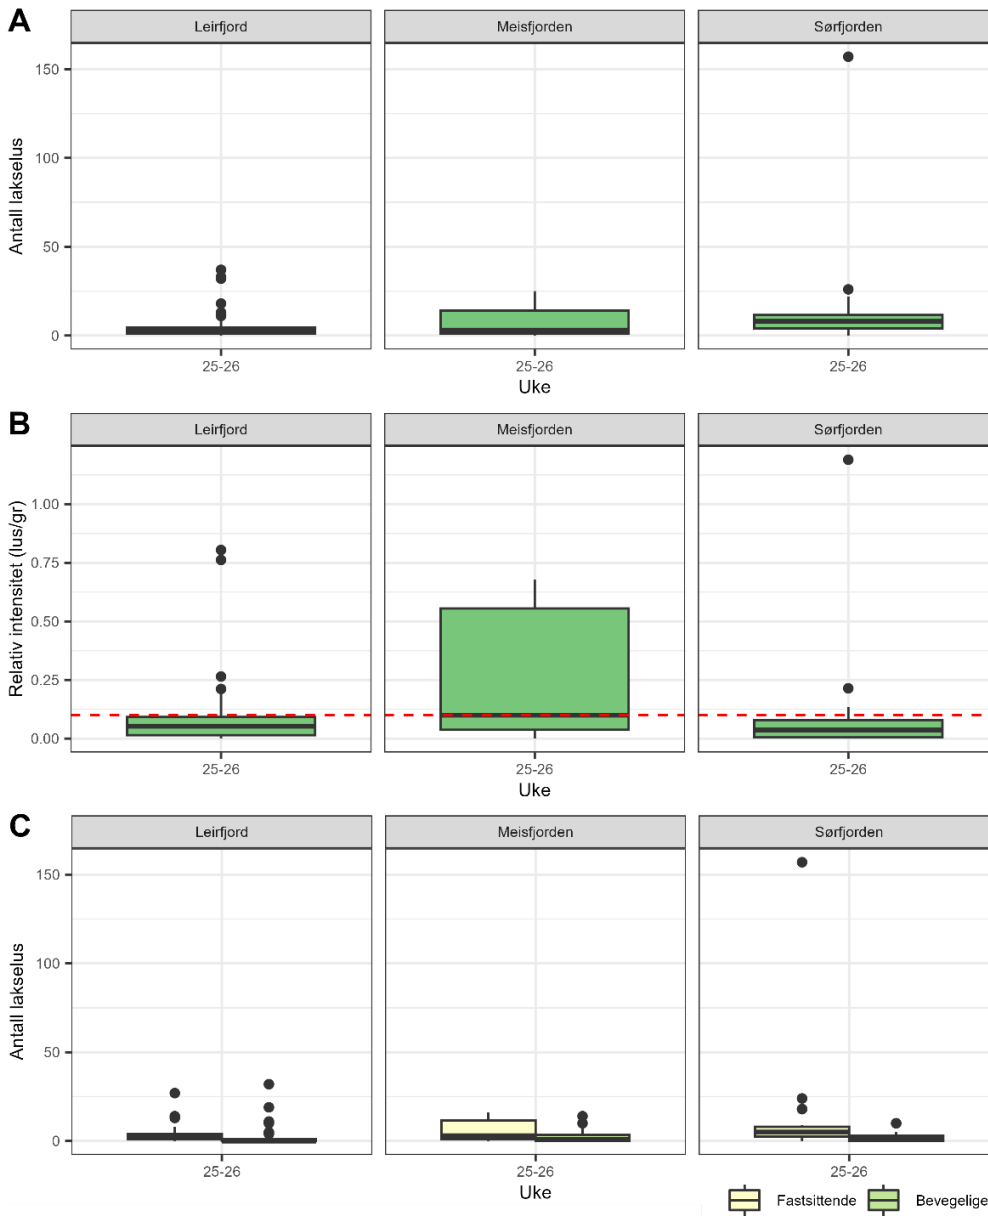 A
Leirfjord Meisfjorden Sørfjorden
Antall lakselus
150
100
50
0
25-26 25-26 25-26
Uke
B
Leirfjord Meisfjorden Sørfjorden
Relativ intensitet (lus/gr)
1.00
0.75
0.50
0.25
0.00
25-26 25-26 25-26
Uke
C
Leirfjord Meisfjorden Sørfjorden
Antall lakselus
150
100
50
0
25-26 25-26 25-26
Uke
Fastsittende Bevegelige